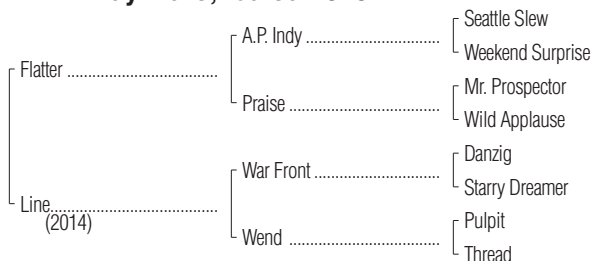 Seattle Slew
A.P. Indy
Weekend Surprise
Flatter
Mr. Prospector
Praise
Wild Applause
Danzig
War Front
Starry Dreamer
Line
(2014)
Pulpit
Wend
Thread